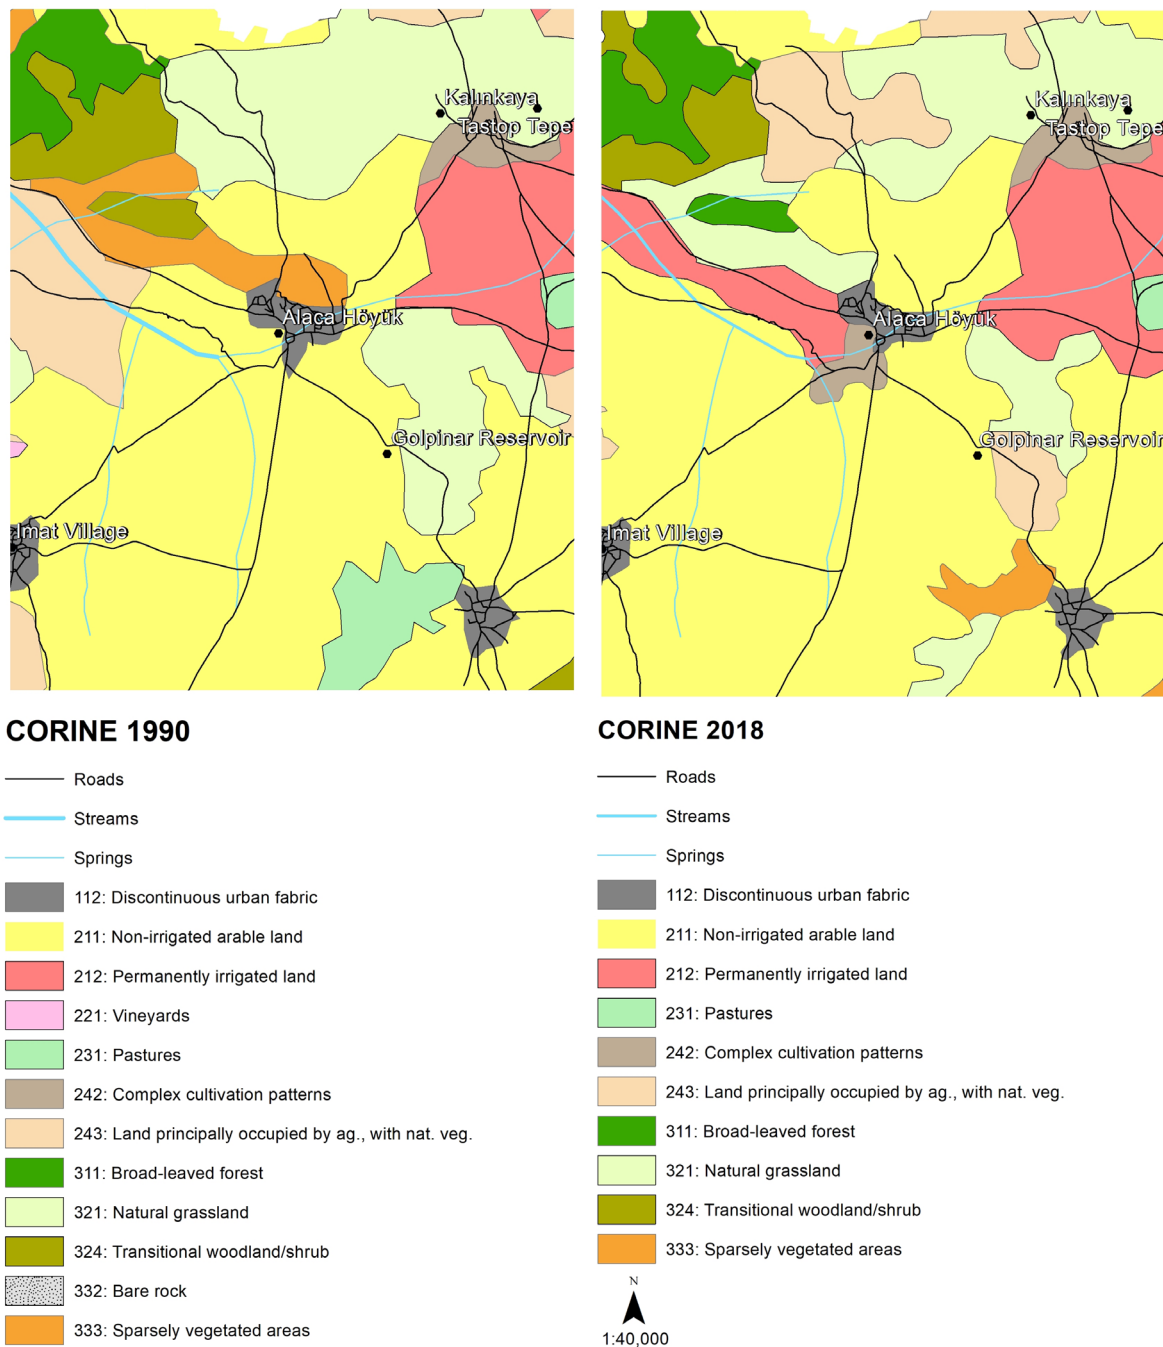 Kalınkaya
Tastop Tepe
Alaca Höyük
Golpinar Reservoir
Imat Village
Kalınkaya
Tastop Tepe
Alaca Höyük
Golpinar Reservoir
Imat Village
CORINE 1990
Roads
Streams
Springs
112: Discontinuous urban fabric
211: Non-irrigated arable land
212: Permanently irrigated land
221: Vineyards
231: Pastures
242: Complex cultivation patterns
243: Land principally occupied by ag., with nat. veg.
311: Broad-leaved forest
321: Natural grassland
324: Transitional woodland/shrub
332: Bare rock
333: Sparsely vegetated areas
CORINE 2018
Roads
Streams
Springs
112: Discontinuous urban fabric
211: Non-irrigated arable land
212: Permanently irrigated land
231: Pastures
242: Complex cultivation patterns
243: Land principally occupied by ag., with nat. veg.
311: Broad-leaved forest
321: Natural grassland
324: Transitional woodland/shrub
333: Sparsely vegetated areas
N
1:40,000